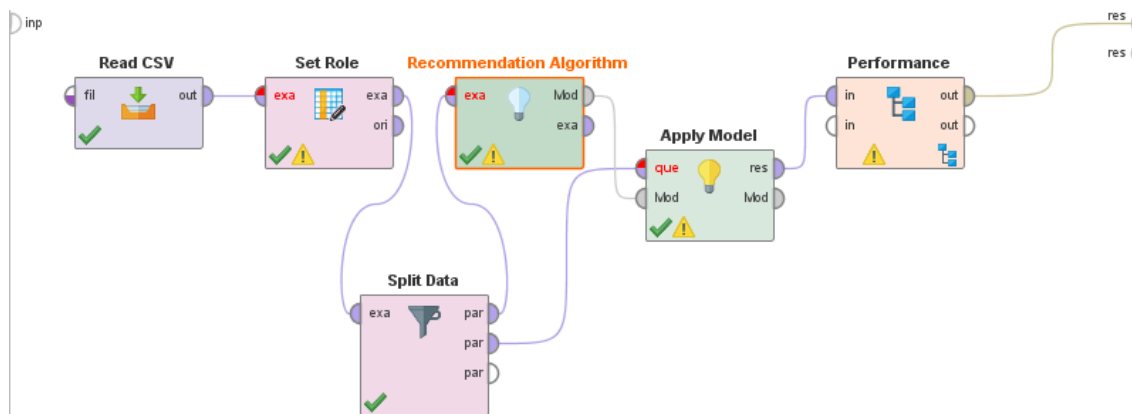 inp
res
res
Read CSV
fil
out
Set Role
exa
exa
ori
Recommendation Algorithm
exa
Mod
exa
Apply Model
que
res
Mod
Mod
Performance
in
out
in
out
Split Data
exa
par
par
par